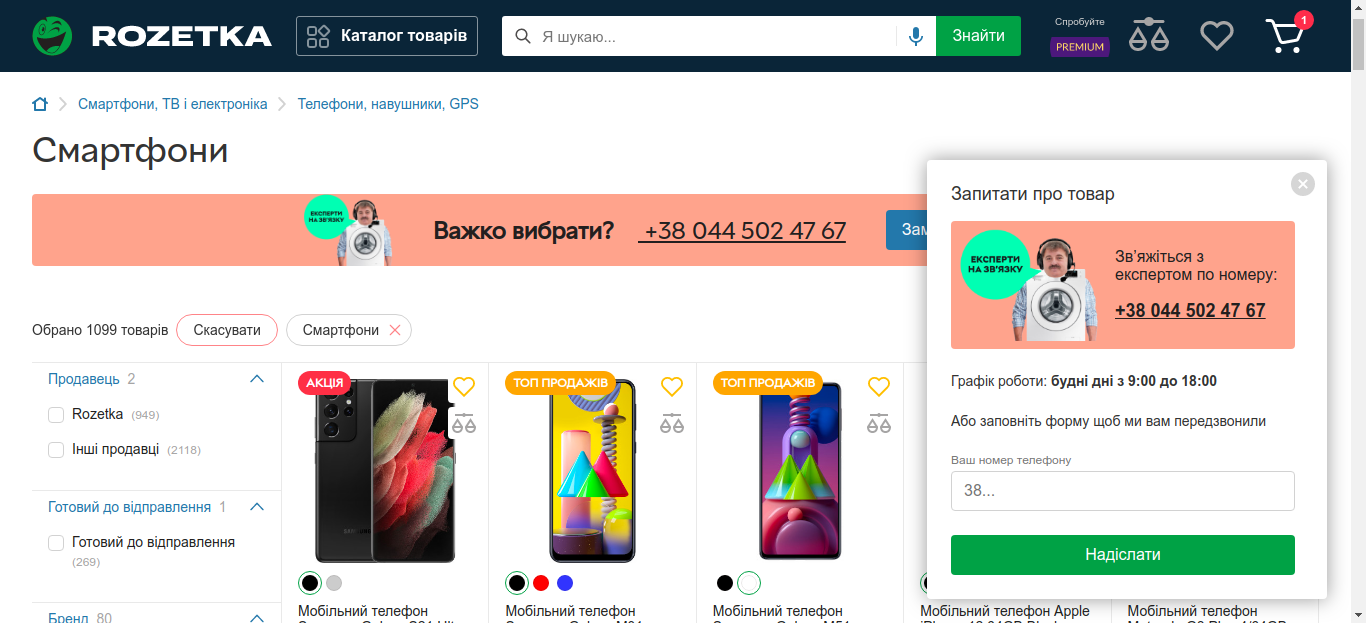 ROZETKA
Каталог товарів
Я шукаю...
Знайти
Спробуйте
PREMIUM
1
Смартфони, ТВ і електроніка
Телефони, навушники, GPS
Смартфони
ЕКСПЕРТИ
НА ЗВ'ЯЗКУ
Важко вибрати? +38 044 502 47 67
Обрано 1099 товарів
Скасувати
Смартфони
Продавець 2
Rozetka (949)
Інші продавці (2118)
Готовий до відправлення 1
Готовий до відправлення
(269)
Бренд 80
АКЦІЯ
SAMSUNG
Мобільний телефон
ТОП ПРОДАЖІВ
Мобільний телефон
ТОП ПРОДАЖІВ
Мобільний телефон
Мобільний телефон Apple
Мобільний телефон
Запитати про товар
ЕКСПЕРТИ
НА ЗВ'ЯЗКУ
Зв'яжіться з
експертом по номеру:
+38 044 502 47 67
Графік роботи: будні дні з 9:00 до 18:00
Або заповніть форму щоб ми вам передзвонили
Ваш номер телефону
38...
Надіслати